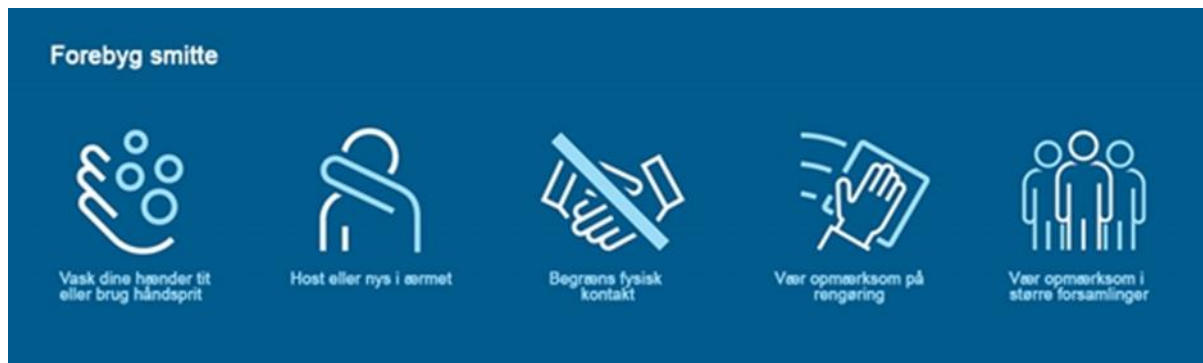 Forebyg smitte
Vask dine hænder tit
eller brug håndsprit
Host eller nys i ærmet
Begræns fysisk
kontakt
Vær opmærksom på
rengøring
Vær opmærksom i
større forsamlinger